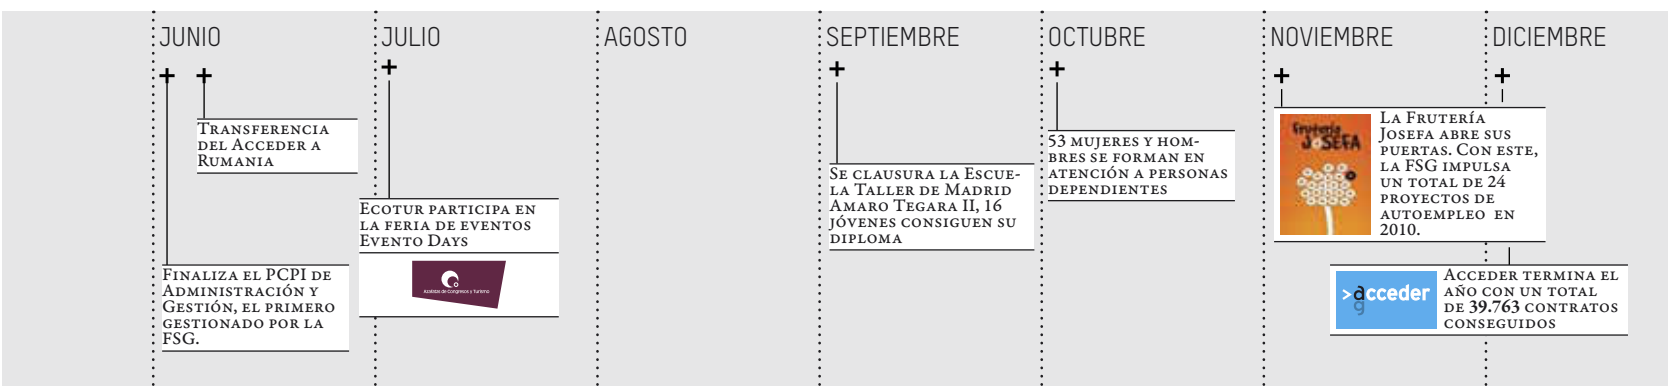 JUNIO
JULIO
AGOSTO
SEPTIEMBRE
OCTUBRE
NOVIEMBRE
DICIEMBRE
Transferencia
del Acceder a
Rumania
Finaliza el PCPI de
Administración y
Gestión, el primero
gestionado por la
FSG.
Ecotur participa en
la feria de eventos
Evento Days
Azafatas de Congresos y Turismo
Se clausura la Escue-
la Taller de Madrid
Amaro Tegara II, 16
jóvenes consiguen su
diploma
53 mujeres y hom-
bres se forman en
atención a personas
dependientes
Frutería
JOSEFA
La Frutería
Josefa abre sus
puertas. Con este,
la FSG impulsa
un total de 24
proyectos de
autoempleo en
2010.
>acceder
Acceder termina el
año con un total
de 39.763 contratos
conseguidos